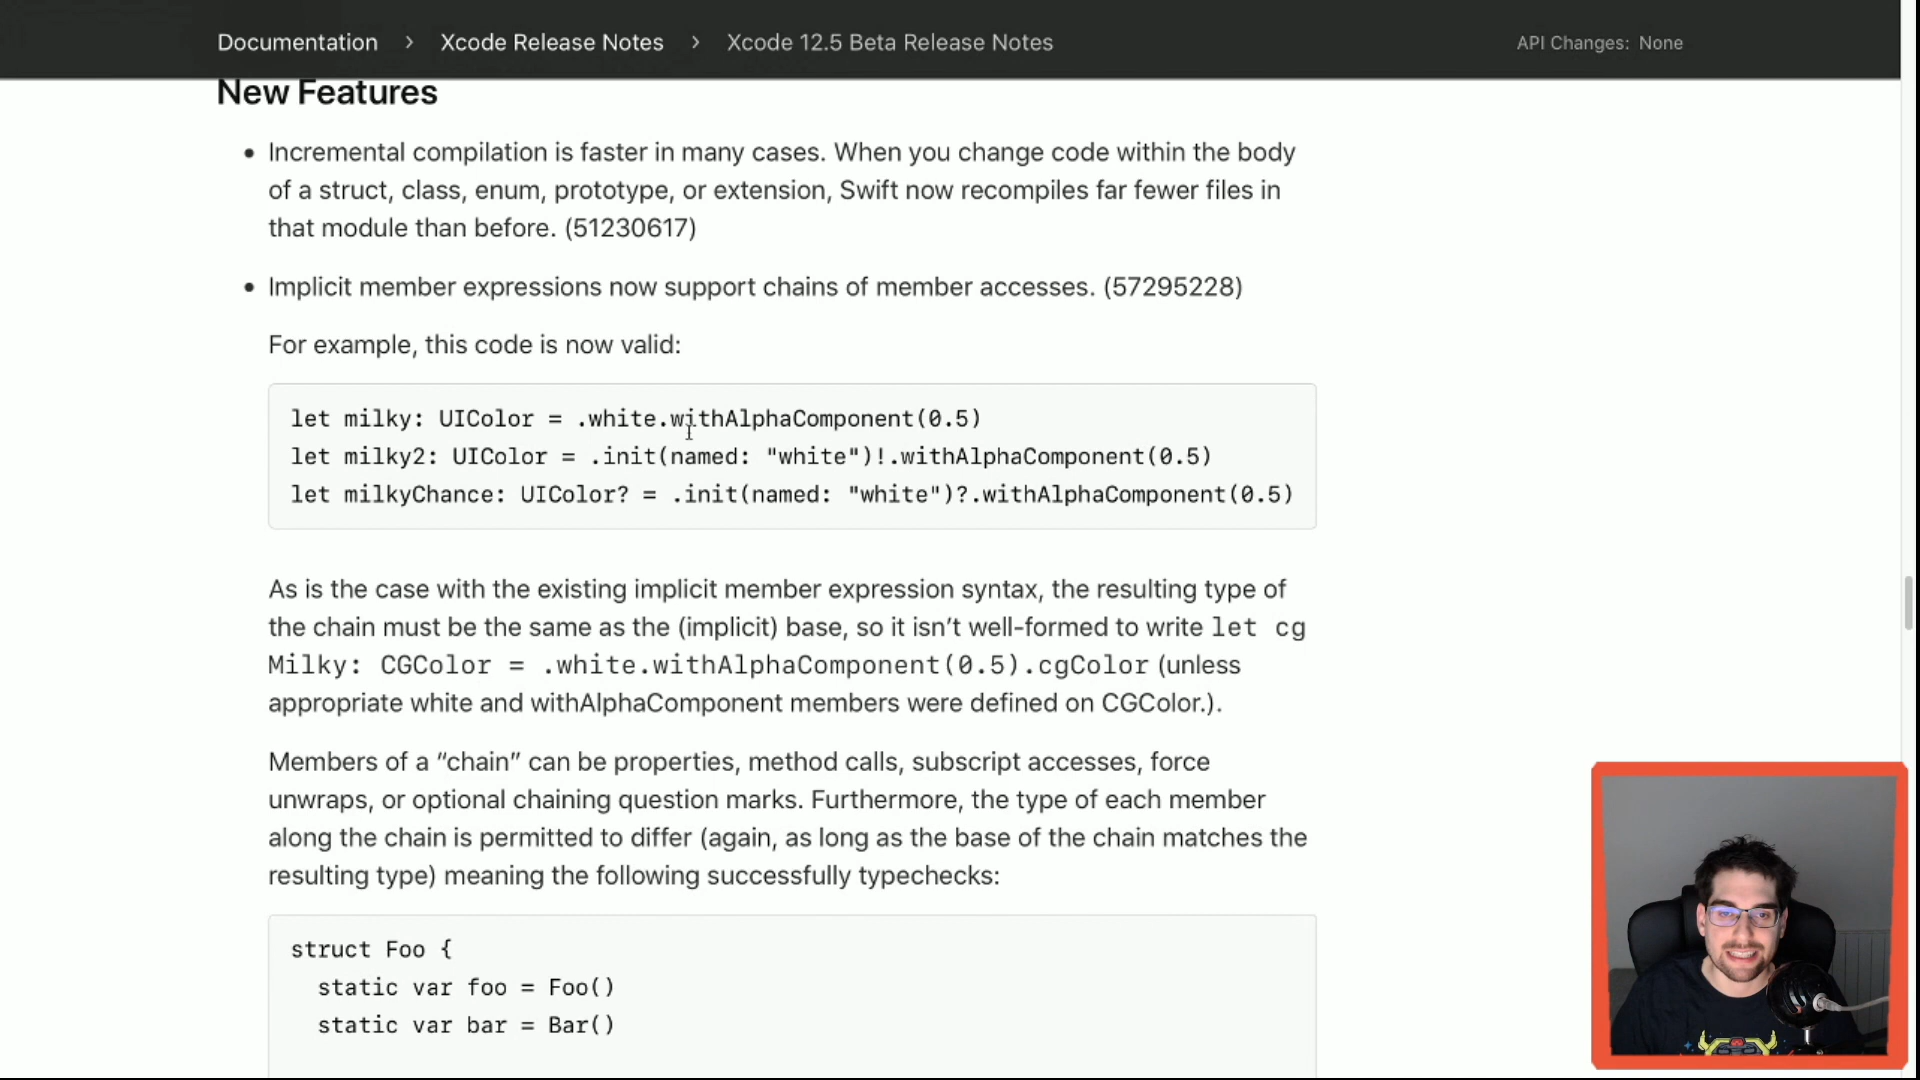 Documentation > Xcode Release Notes > Xcode 12.5 Beta Release Notes API Changes: None
New Features
• Incremental compilation is faster in many cases. When you change code within the body
of a struct, class, enum, prototype, or extension, Swift now recompiles far fewer files in
that module than before. (51230617)
• Implicit member expressions now support chains of member accesses. (57295228)
For example, this code is now valid:
let milky: UIColor = .white.withAlphaComponent(0.5)
let milky2: UIColor = .init(named: "white")!.withAlphaComponent(0.5)
let milkyChance: UIColor? = .init(named: "white")?.withAlphaComponent(0.5)
As is the case with the existing implicit member expression syntax, the resulting type of
the chain must be the same as the (implicit) base, so it isn’t well-formed to write let cg
Milky: CGColor = .white.withAlphaComponent(0.5).cgColor (unless
appropriate white and withAlphaComponent members were defined on CGColor.).
Members of a “chain” can be properties, method calls, subscript accesses, force
unwraps, or optional chaining question marks. Furthermore, the type of each member
along the chain is permitted to differ (again, as long as the base of the chain matches the
resulting type) meaning the following successfully typechecks:
struct Foo {
static var foo = Foo()
static var bar = Bar()